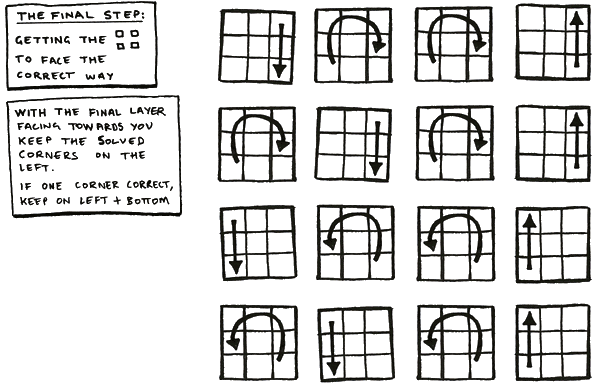 THE FINAL STEP:
GETTING THE
TO FACE THE
CORRECT WAY
WITH THE FINAL LAYER
FACING TOWARDS YOU
KEEP THE SOLVED
CORNERS ON THE
LEFT.
IF ONE CORNER CORRECT,
KEEP ON LEFT + BOTTOM